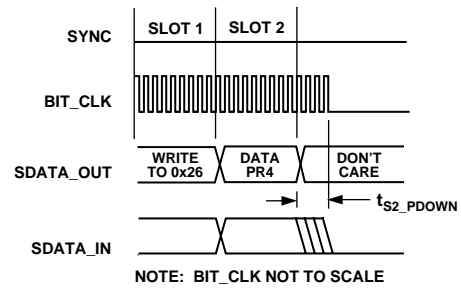 SLOT 1 SLOT 2
SYNC
BIT_CLK
SDATA_OUT
WRITE
TO 0x26
DATA
PR4
DON'T
CARE
tS2_PDOWN
SDATA_IN
NOTE: BIT_CLK NOT TO SCALE